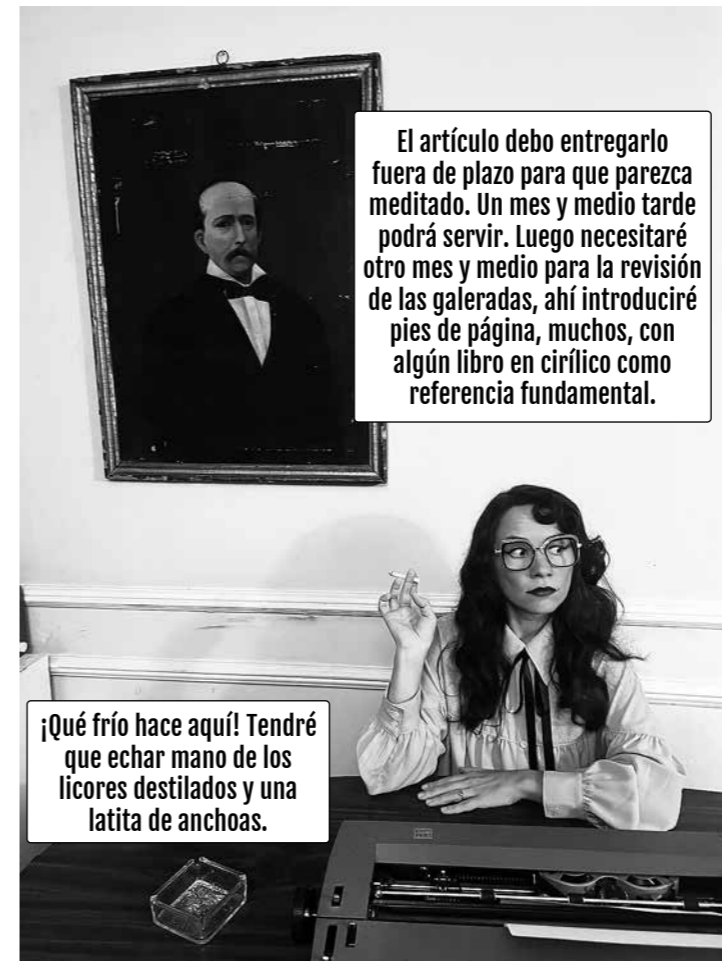 El artículo debo entregarlo
fuera de plazo para que parezca
meditado. Un mes y medio tarde
podrá servir. Luego necesitaré
otro mes y medio para la revisión
de las galeradas, ahí introduciré
pies de página, muchos, con
algún libro en cirílico como
referencia fundamental.
¡Qué frío hace aquí! Tendré
que echar mano de los
licores destilados y una
latita de anchoas.